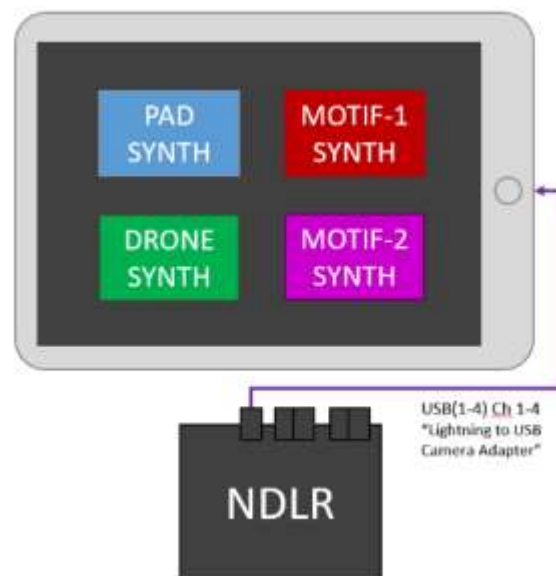 PAD
SYNTH
MOTIF-1
SYNTH
DRONE
SYNTH
MOTIF-2
SYNTH
USB(1-4) Ch 1-4
"Lightning to USB
Camera Adapter"
NDLR